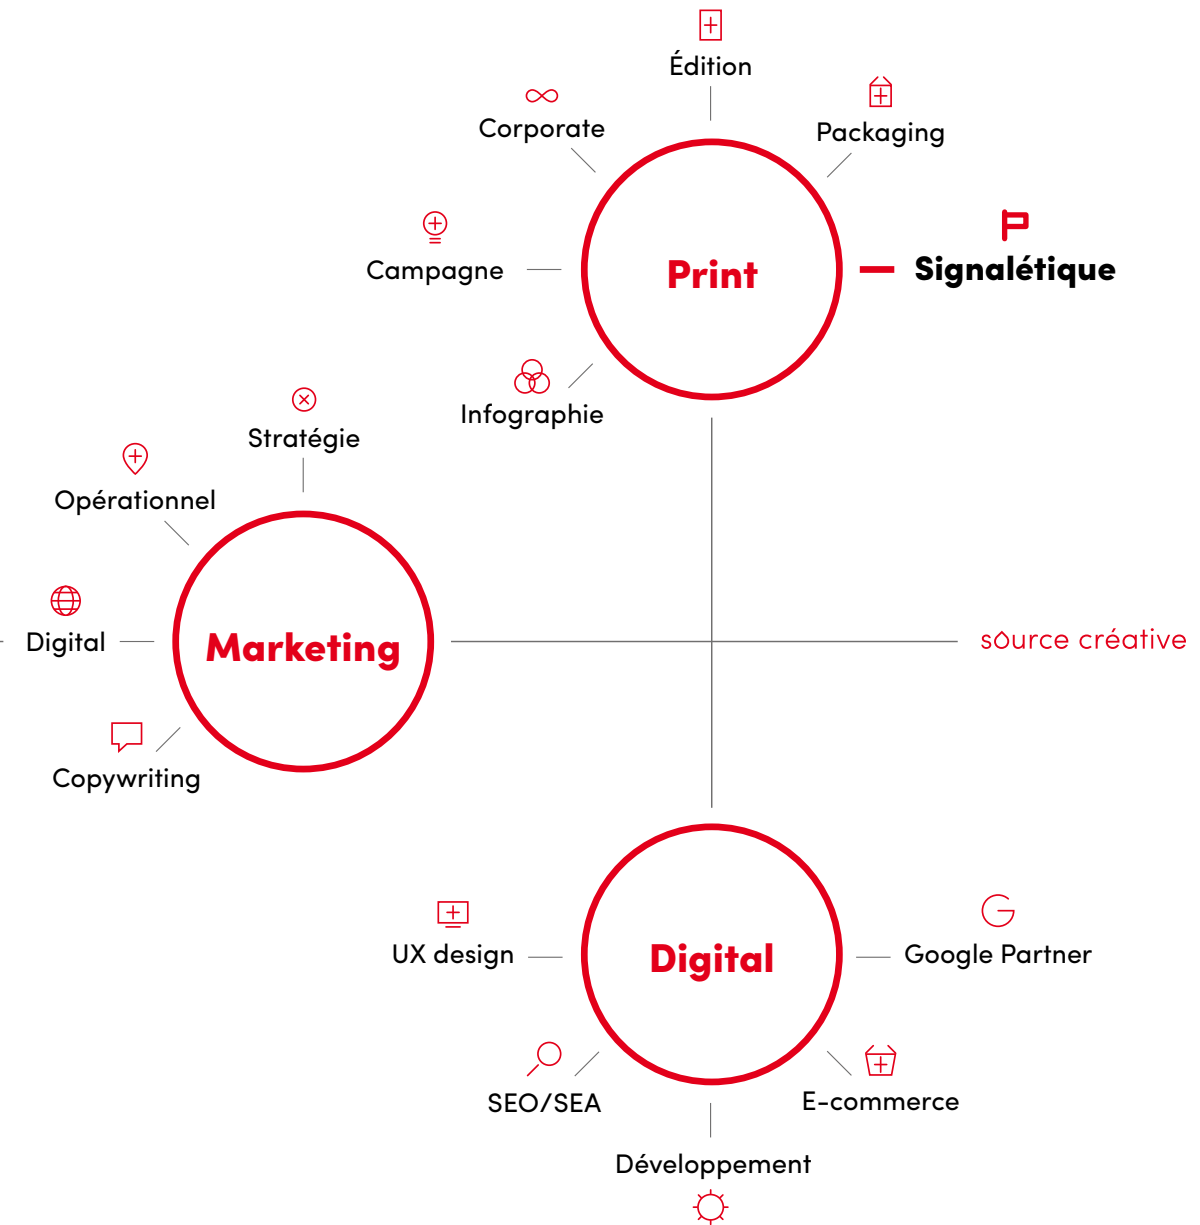 Édition
Corporate
Packaging
Campagne
Print
Signalétique
Infographie
Stratégie
Opérationnel
Digital
Marketing
source créative
Copywriting
UX design
Digital
Google Partner
SEO/SEA
E-commerce
Développement